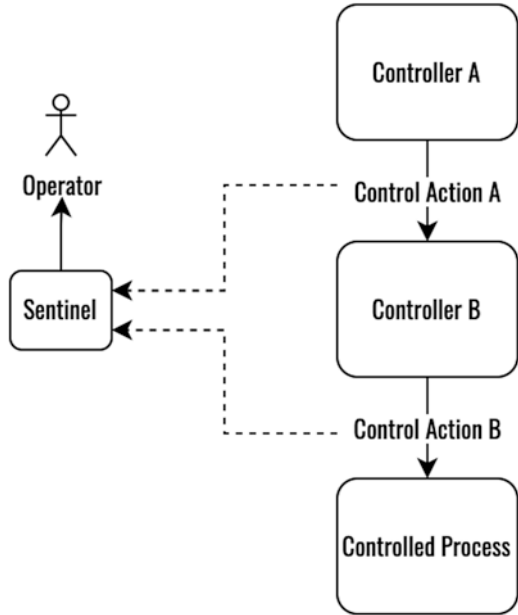 Controller A
Operator
Control Action A
Sentinel
Controller B
Control Action B
Controlled Process